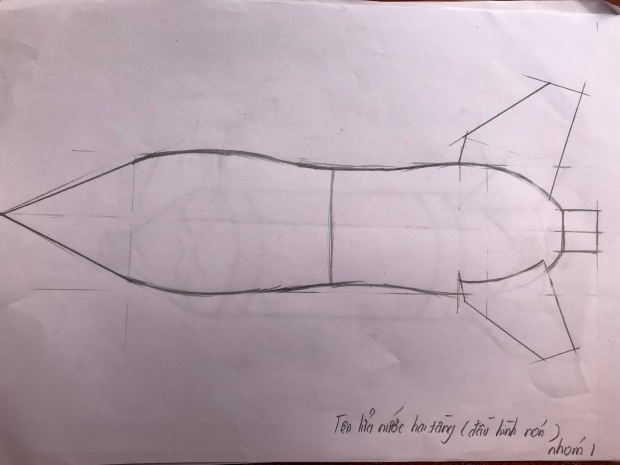 Tên lửa nước hai tầng (đầu hình nón)
nhóm 1